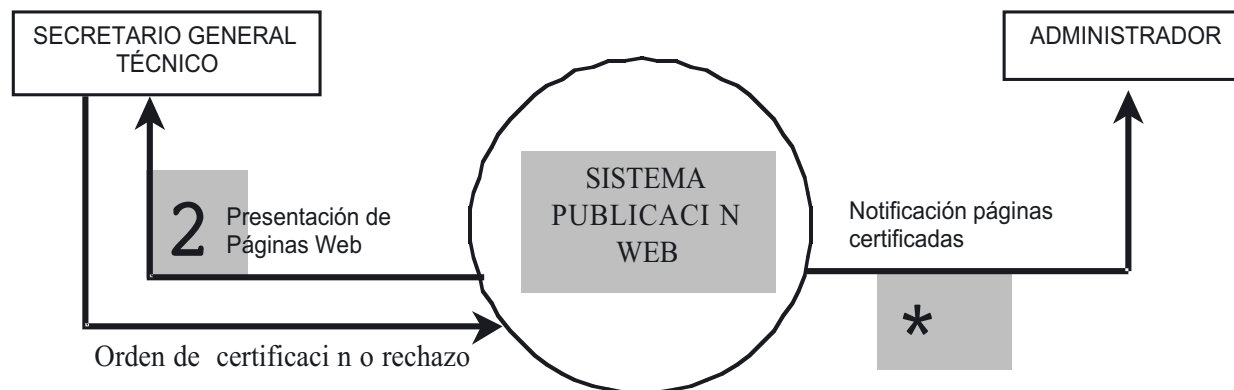 SECRETARIO GENERAL
TÉCNICO
ADMINISTRADOR
SISTEMA
PUBLICACI N
WEB
2
Presentación de
Páginas Web
Notificación páginas
certificadas
*
Orden de certificaci n o rechazo